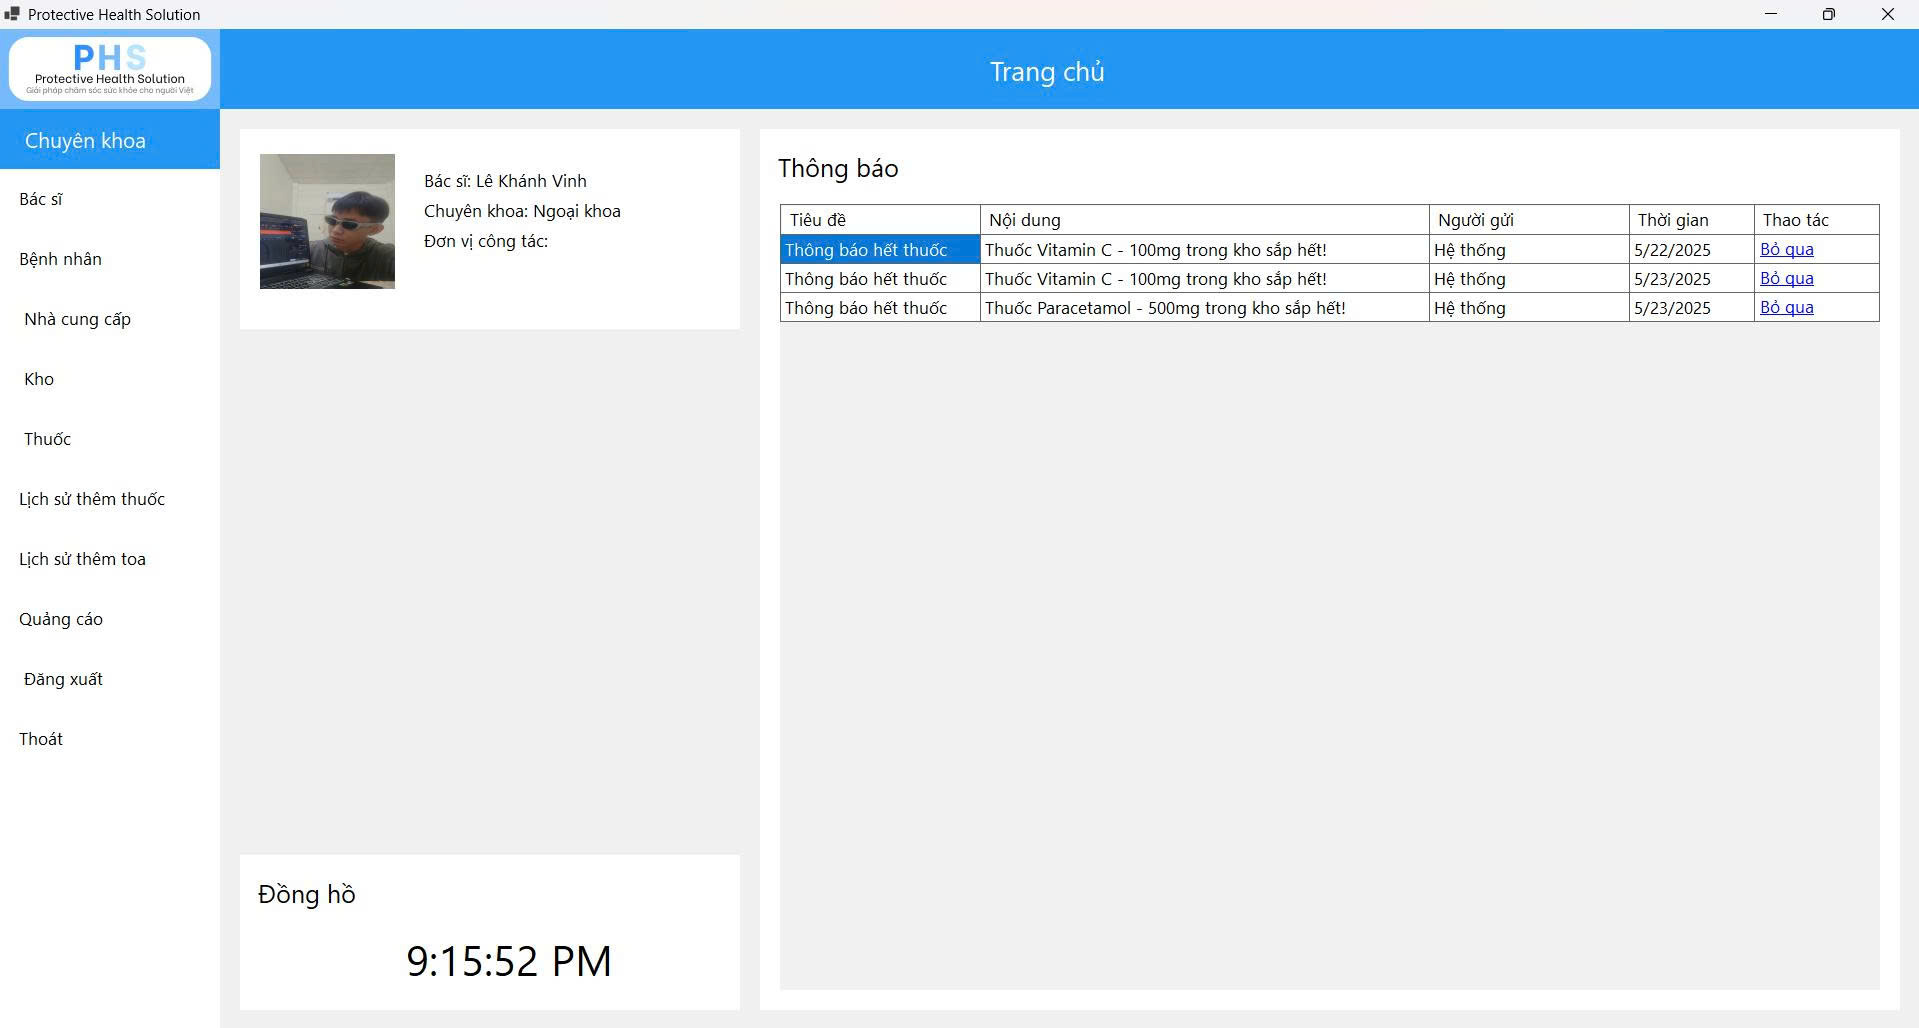 Protective Health Solution
PHS
Protective Health Solution
Giải pháp chăm sóc sức khỏe cho người Việt
Trang chủ
Chuyên khoa
Bác sĩ
Bệnh nhân
Nhà cung cấp
Kho
Thuốc
Lịch sử thêm thuốc
Lịch sử thêm toa
Quảng cáo
Đăng xuất
Thoát
Bác sĩ: Lê Khánh Vinh
Chuyên khoa: Ngoại khoa
Đơn vị công tác:
Đồng hồ
9:15:52 PM
Thông báo
Tiêu đề Nội dung Người gửi Thời gian Thao tác
Thông báo hết thuốc Thuốc Vitamin C - 100mg trong kho sắp hết! Hệ thống 5/22/2025 Bỏ qua
Thông báo hết thuốc Thuốc Vitamin C - 100mg trong kho sắp hết! Hệ thống 5/23/2025 Bỏ qua
Thông báo hết thuốc Thuốc Paracetamol - 500mg trong kho sắp hết! Hệ thống 5/23/2025 Bỏ qua